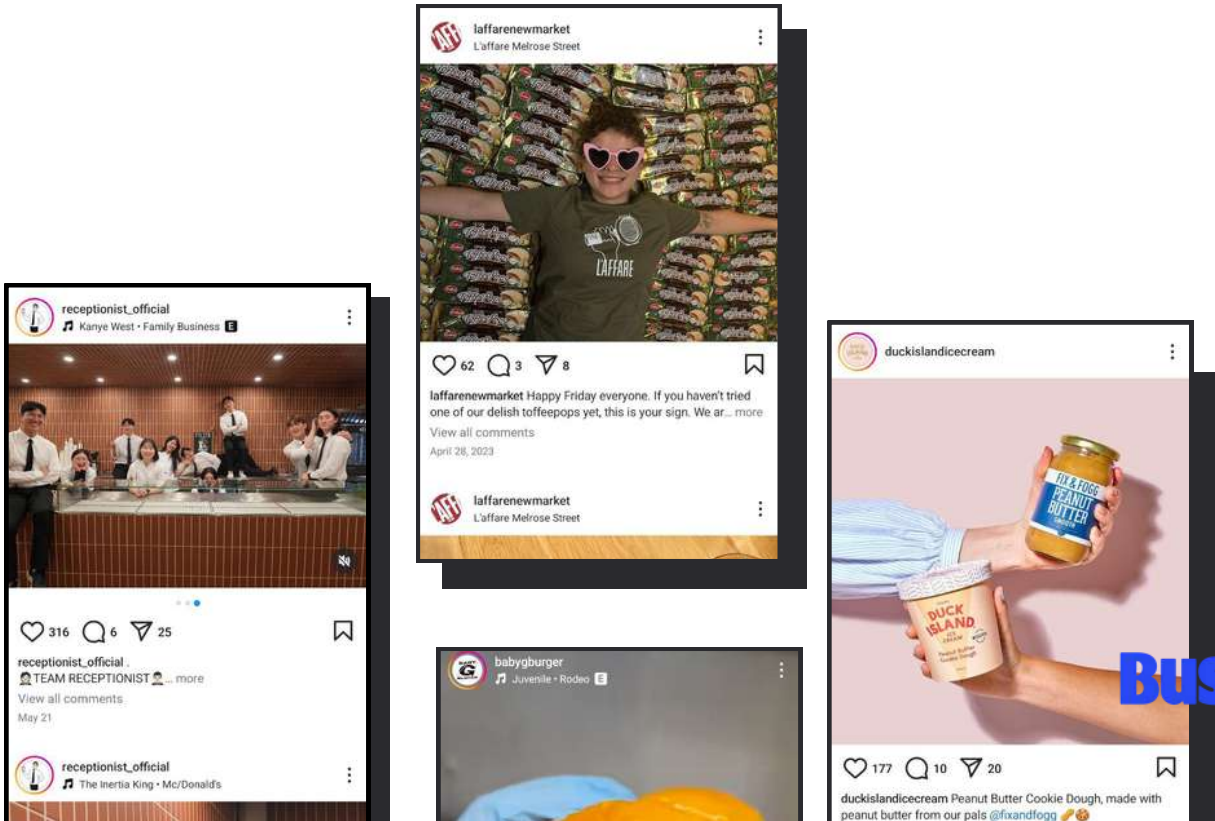 laffarenewmarket
L'affare Melrose Street
L'AFFARE
62 3 8
laffarenewmarket Happy Friday everyone. If you haven't tried
one of our delish toffeepops yet, this is your sign. We ar... more
View all comments
April 28, 2023
laffarenewmarket
L'affare Melrose Street
receptionist_official
Kanye West • Family Business E
316 6 25
receptionist_official .
TEAM RECEPTIONIST ... more
View all comments
May 21
receptionist_official
The Inertia King • Mc/Donald's
babygburger
Juvenile • Rodeo E
BABY
G
duckislandicecream
FIX & FOGG
PEANUT
BUTTER
SMOOTH
DUCK
ISLAND
ICE
CREAM
Peanut Butter
Cookie Dough
177 10 20
duckislandicecream Peanut Butter Cookie Dough, made with
peanut butter from our pals @fixandfogg 🥜🍪
Bus